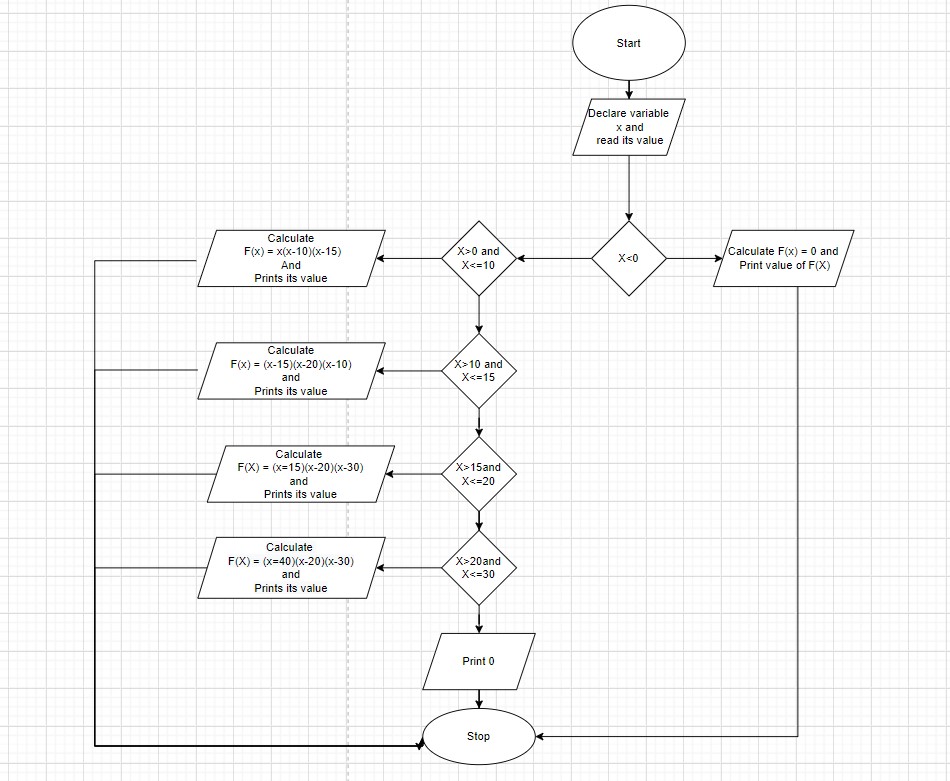 Start
Declare variable
x and
read its value
X<0
Calculate F(x) = 0 and
Print value of F(X)
X>0 and
X<=10
Calculate
F(x) = x(x-10)(x-15)
And
Prints its value
X>10 and
X<=15
Calculate
F(x) = (x-15)(x-20)(x-10)
and
Prints its value
X>15and
X<=20
Calculate
F(X) = (x=15)(x-20)(x-30)
and
Prints its value
X>20and
X<=30
Calculate
F(X) = (x=40)(x-20)(x-30)
and
Prints its value
Print 0
Stop